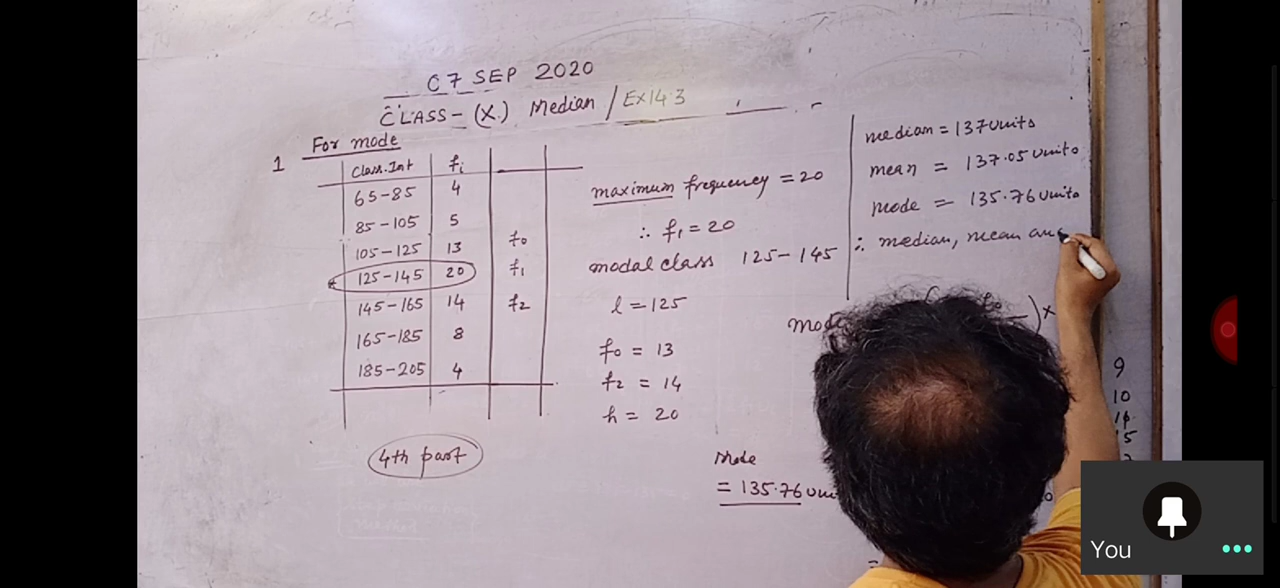 07 SEP 2020
CLASS - (X) Median / Ex 14.3
For mode
1
Class.Int fi
65-85 4
85-105 5
105-125 13 f0
125-145 20 f1
145-165 14 f2
165-185 8
185-205 4
4th part
maximum frequency = 20
∴ f1 = 20
modal class 125-145
l = 125
f0 = 13
f2 = 14
h = 20
Mode
= 135.76
median = 137 units
mean = 137.05 units
mode = 135.76 units
∴ median, mean
9
10
You